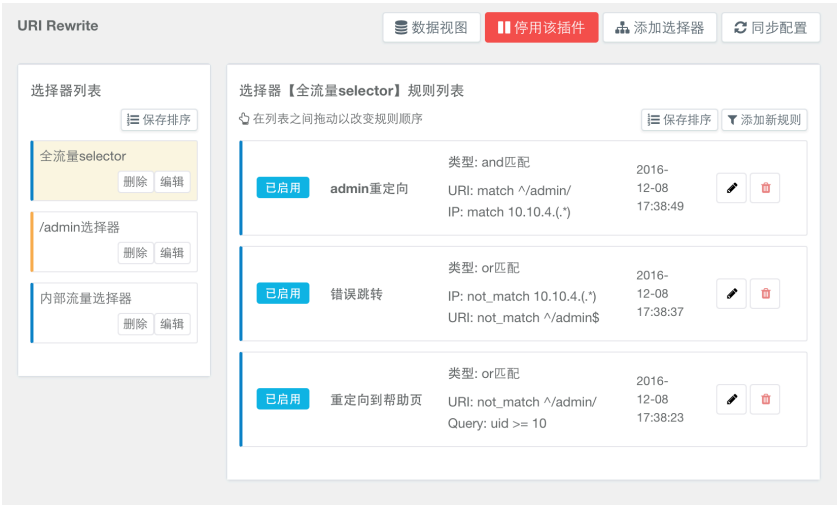 URI Rewrite
数据视图 停用该插件 添加选择器 同步配置
选择器列表
保存排序
全流量selector
删除 编辑
/admin选择器
删除 编辑
内部流量选择器
删除 编辑
选择器【全流量selector】规则列表
在列表之间拖动以改变规则顺序
保存排序 添加新规则
已启用
admin重定向
类型: and匹配
URI: match ^/admin/
IP: match 10.10.4.(.*)
2016-
12-08
17:38:49
已启用
错误跳转
类型: or匹配
IP: not_match 10.10.4.(.*)
URI: not_match ^/admin$
2016-
12-08
17:38:37
已启用
重定向到帮助页
类型: or匹配
URI: not_match ^/admin/
Query: uid >= 10
2016-
12-08
17:38:23